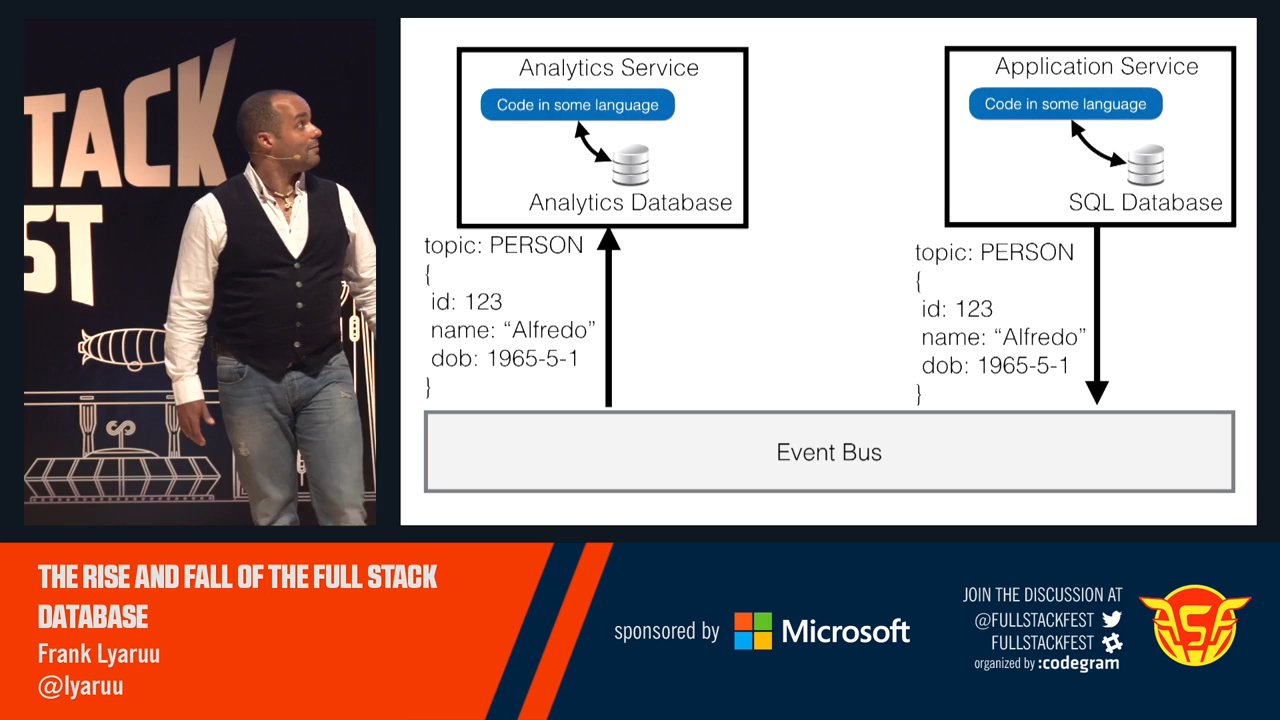 TACK
ST
Analytics Service
Code in some language
Analytics Database
topic: PERSON
{
id: 123
name: “Alfredo”
dob: 1965-5-1
}
Application Service
Code in some language
SQL Database
topic: PERSON
{
id: 123
name: “Alfredo”
dob: 1965-5-1
}
Event Bus
THE RISE AND FALL OF THE FULL STACK
DATABASE
Frank Lyaruu
@lyaruu
sponsored by Microsoft
JOIN THE DISCUSSION AT
@FULLSTACKFEST
FULLSTACKFEST
organized by :codegram
FSF